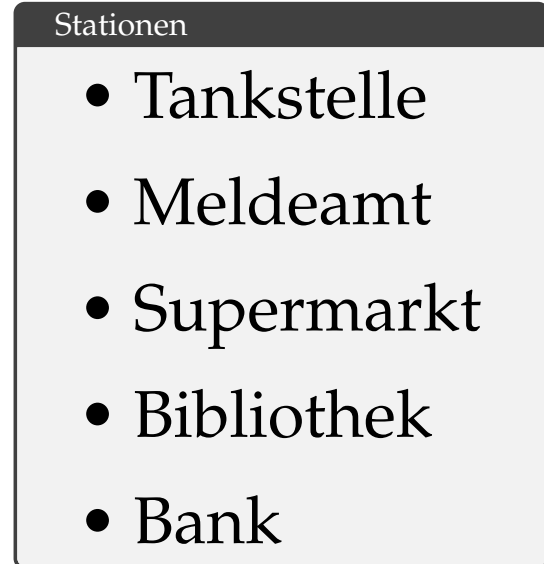 Stationen
• Tankstelle
• Meldeamt
• Supermarkt
• Bibliothek
• Bank